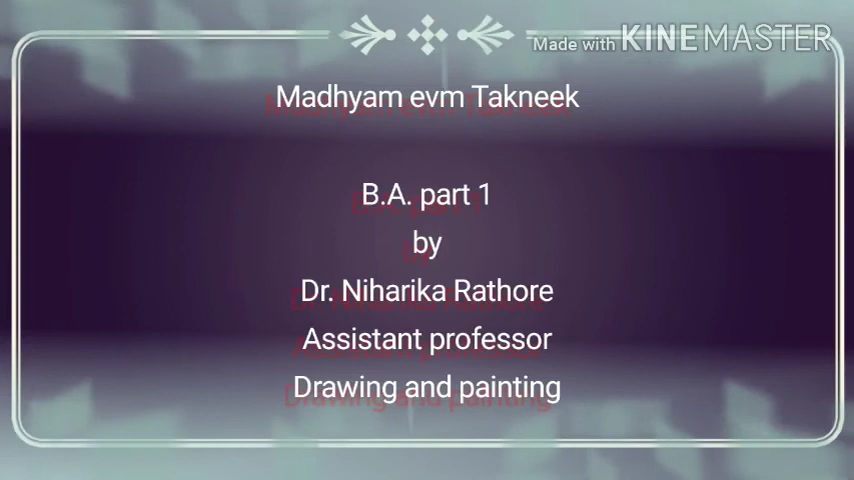 Made with KINEMASTER
Madhyam evm Takneek
B.A. part 1
by
Dr. Niharika Rathore
Assistant professor
Drawing and painting